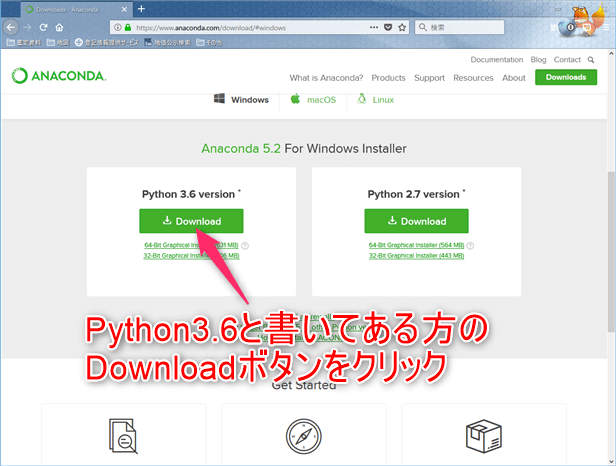 Downloads - Anaconda
https://www.anaconda.com/download/#windows
検索
鑑定資料 地図 登記情報提供サービス 地価公示検索 その他
Documentation Blog Contact
ANACONDA
What is Anaconda? Products Support Resources About Downloads
Windows macOS Linux
Anaconda 5.2 For Windows Installer
Python 3.6 version *
Download
64-Bit Graphical
32-Bit Graphical
Python 2.7 version *
Download
64-Bit Graphical Installer (564 MB)
32-Bit Graphical Installer (443 MB)
Python3.6と書いてある方の
Downloadボタンをクリック
Get Started